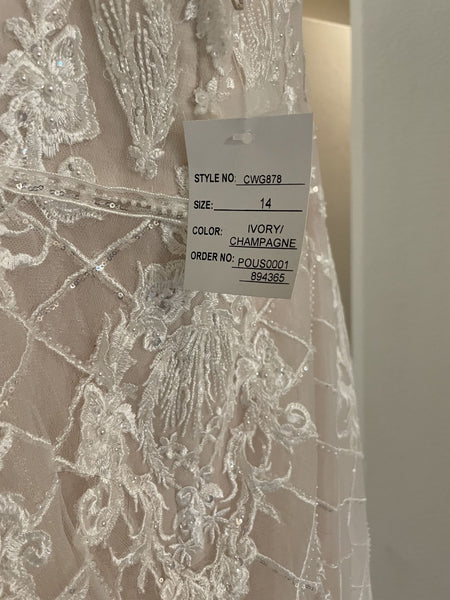 STYLE NO: CWG878
SIZE: 14
COLOR: IVORY/
CHAMPAGNE
ORDER NO: POUS0001
894365